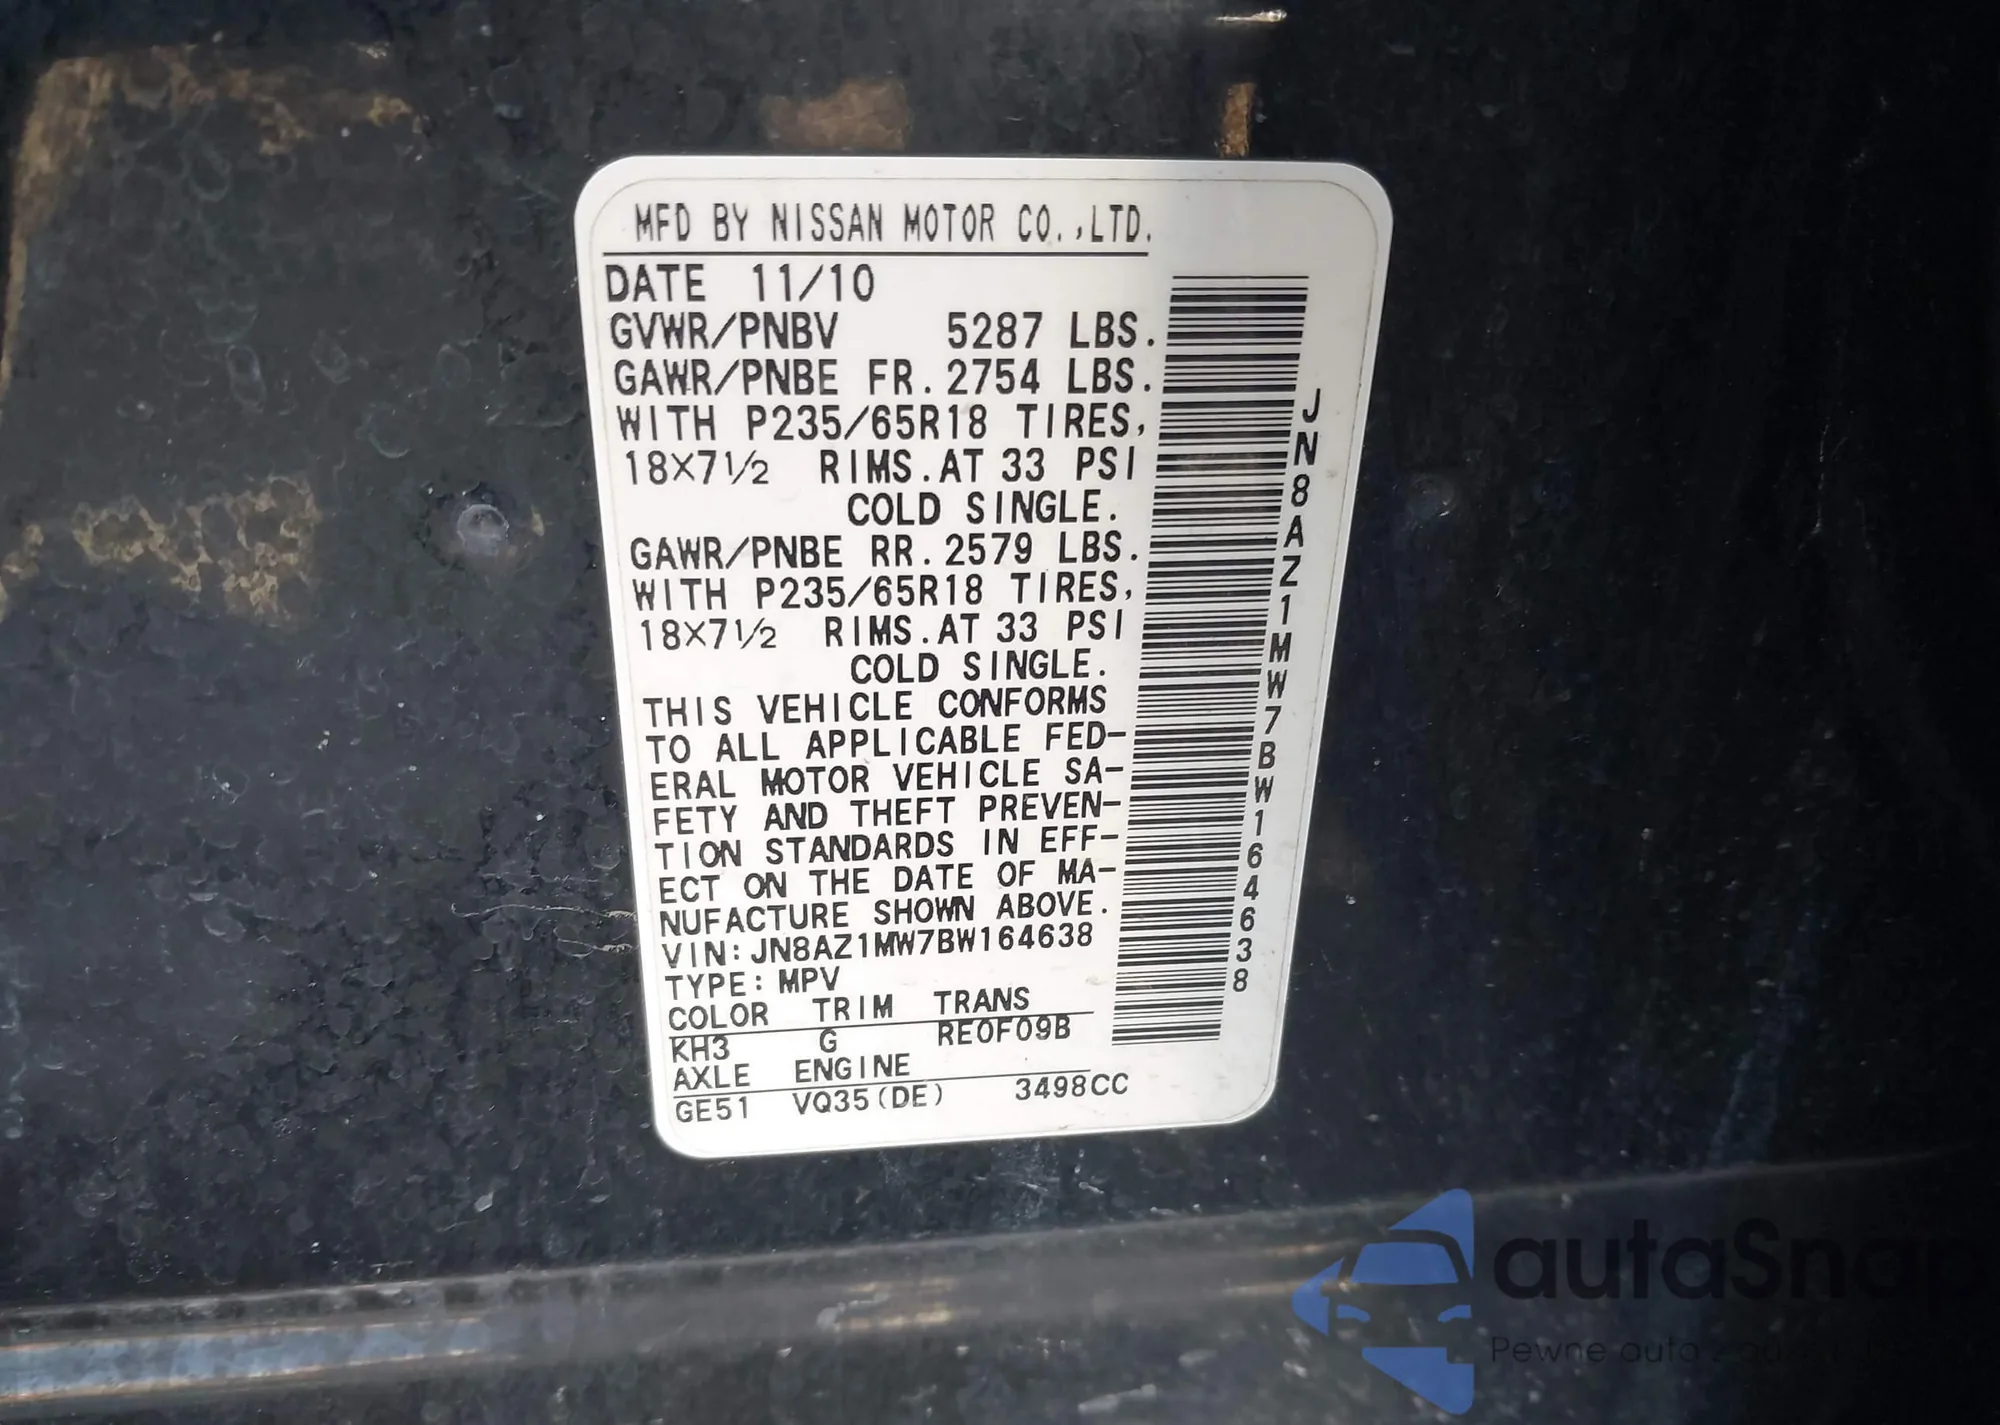 MFD BY NISSAN MOTOR CO.,LTD.
DATE 11/10
GVWR/PNBV 5287 LBS.
GAWR/PNBE FR. 2754 LBS.
WITH P235/65R18 TIRES,
18×7½ RIMS. AT 33 PSI
COLD SINGLE.
GAWR/PNBE RR. 2579 LBS.
WITH P235/65R18 TIRES,
18×7½ RIMS. AT 33 PSI
COLD SINGLE.
THIS VEHICLE CONFORMS
TO ALL APPLICABLE FED-
ERAL MOTOR VEHICLE SA-
FETY AND THEFT PREVEN-
TION STANDARDS IN EFF-
ECT ON THE DATE OF MA-
NUFACTURE SHOWN ABOVE.
VIN: JN8AZ1MW7BW164638
TYPE: MPV
COLOR TRIM TRANS
KH3 G RE0F09B
AXLE ENGINE
GE51 VQ35(DE) 3498CC
JN8AZ1MW7BW164638
autaSnap
Pewne auta z